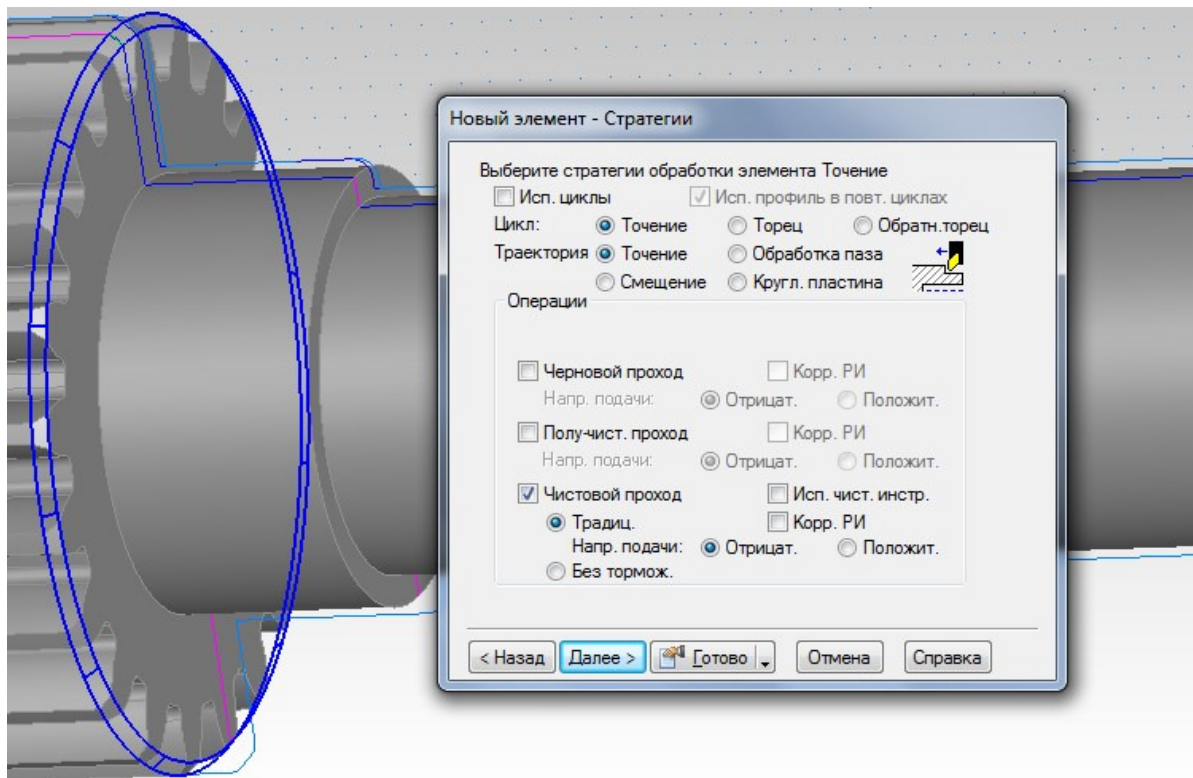 Новый элемент - Стратегии
Выберите стратегии обработки элемента Точение
Исп. циклы Исп. профиль в повт. циклах
Цикл: Точение Торец Обратн.торец
Траектория Точение Обработка паза
Смещение Кругл. пластина
Операции
Черновой проход Корр. РИ
Напр. подачи: Отрицат. Положит.
Полу-чист. проход Корр. РИ
Напр. подачи: Отрицат. Положит.
Чистовой проход Исп. чист. инстр.
Традиц. Корр. РИ
Напр. подачи: Отрицат. Положит.
Без тормож.
< Назад Далее > Готово Отмена Справка